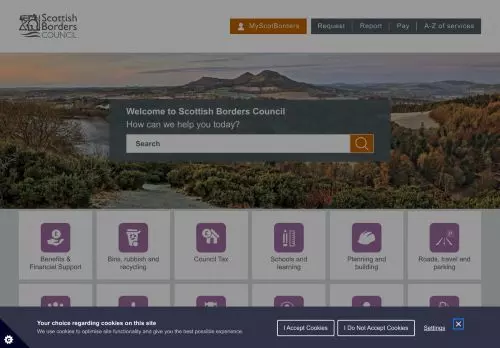 Scottish
Borders
COUNCIL
MyScotBorders
Request
Report
Pay
A-Z of services
Welcome to Scottish Borders Council
How can we help you today?
Search
Benefits &
Financial Support
Bins, rubbish and
recycling
Council Tax
Schools and
learning
Planning and
building
Roads, travel and
parking
Your choice regarding cookies on this site
We use cookies to optimise site functionality and give you the best possible experience.
I Accept Cookies
I Do Not Accept Cookies
Settings